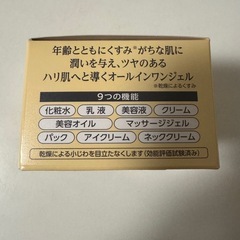 年齢とともにくすみ※がちな肌に
潤いを与え、ツヤのある
ハリ肌へと導くオールインワンジェル
※乾燥によるくすみ
9つの機能
化粧水 乳液 美容液 クリーム
美容オイル マッサージジェル
パック アイクリーム ネッククリーム
乾燥による小じわを目立たなくします(効能評価試験済み)